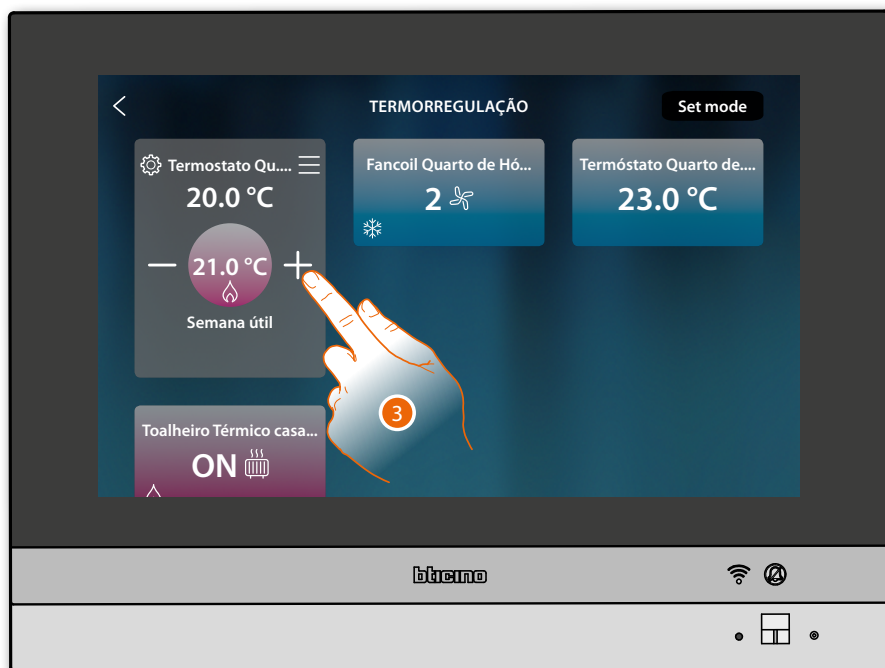 TERMORREGULAÇÃO
Set mode
Termostato Qu....
20.0 °C
21.0 °C
Semana útil
Fancoil Quarto de Hó...
2
Termóstato Quarto de....
23.0 °C
3
Toalheiro Térmico casa...
ON
bticino